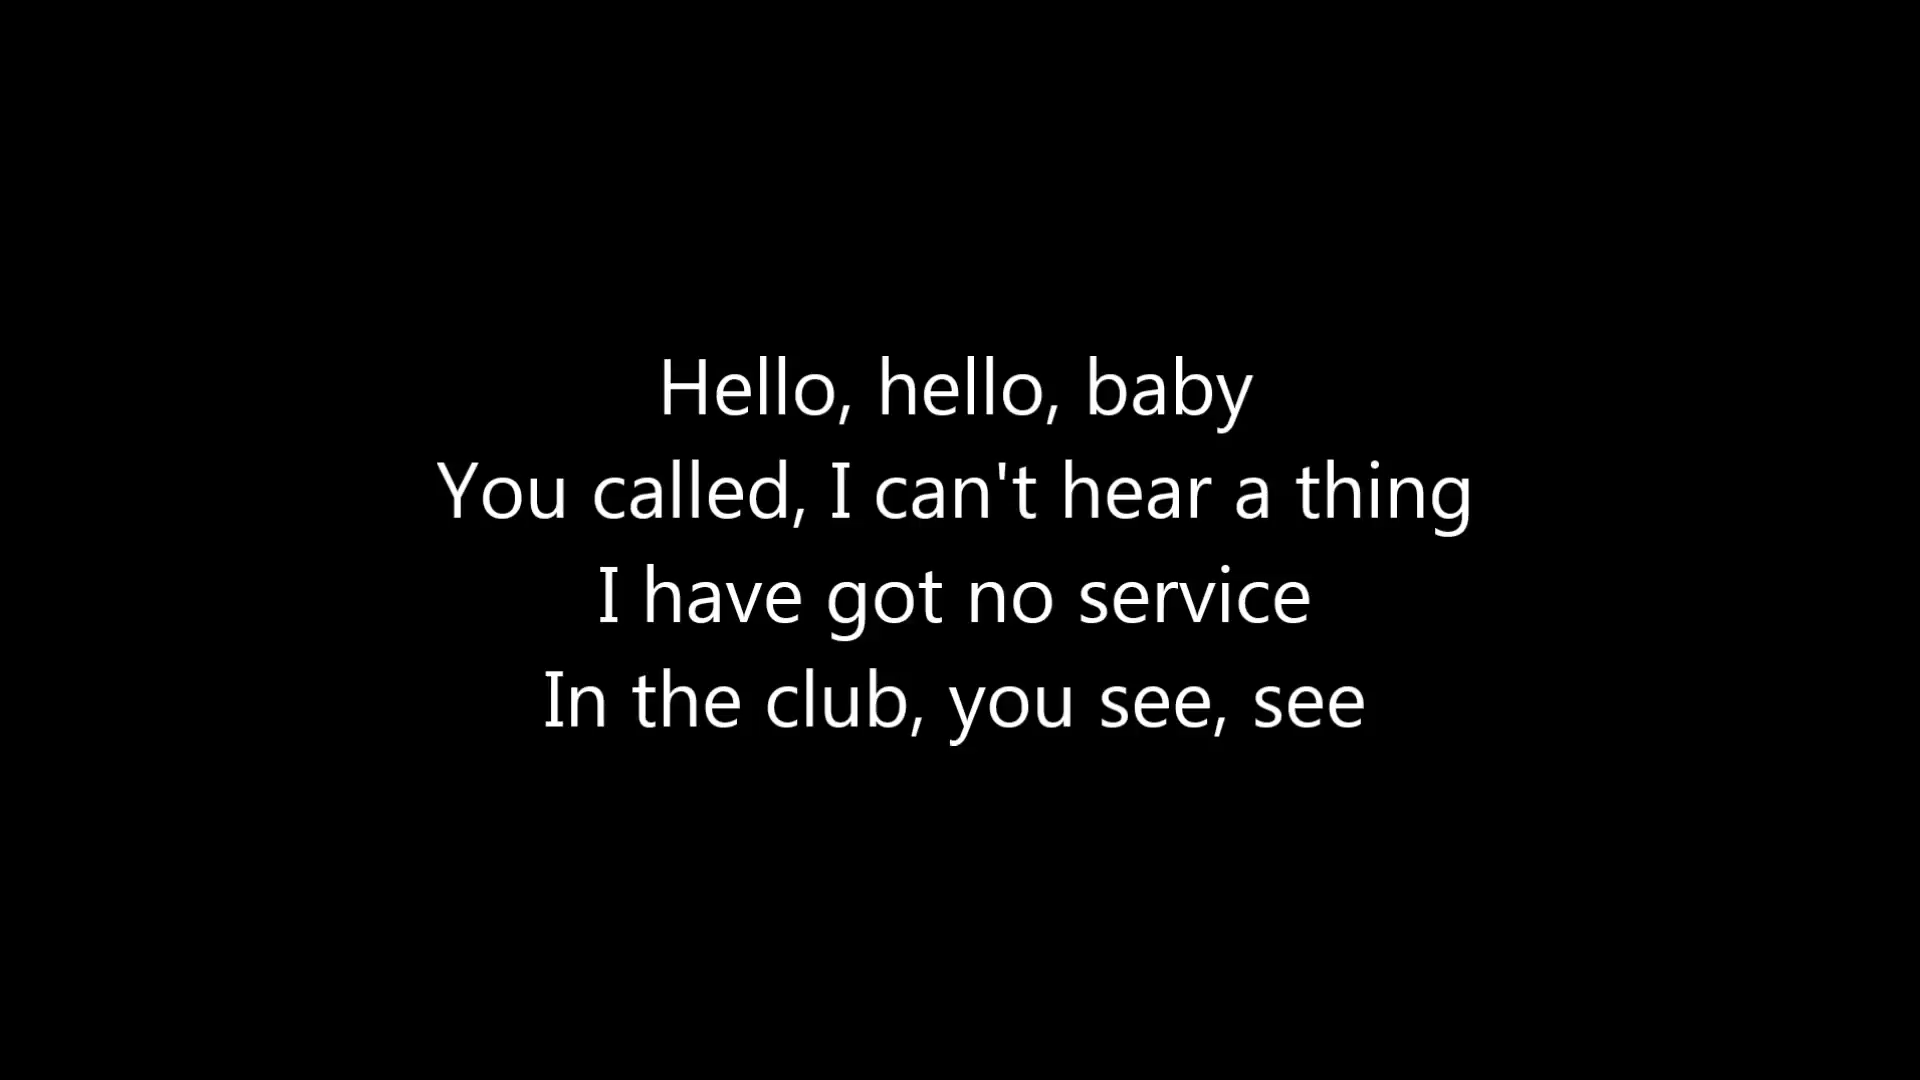 Hello, hello, baby
You called, I can't hear a thing
I have got no service
In the club, you see, see